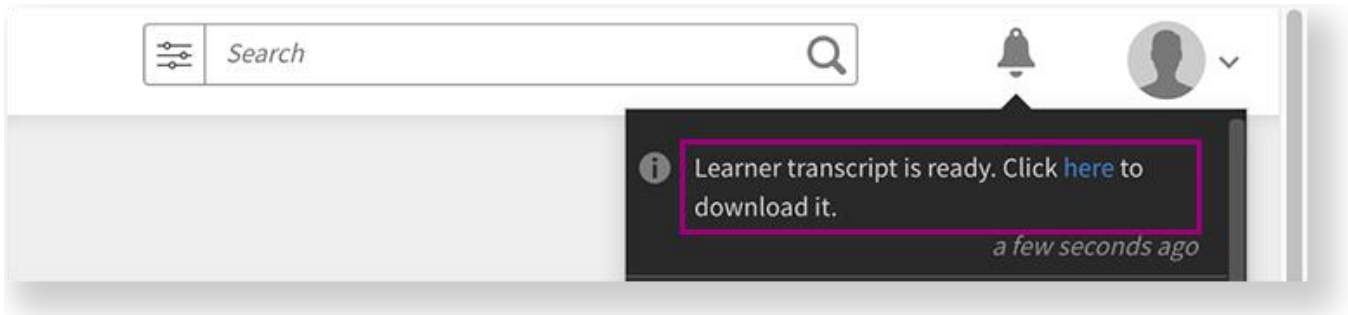 Search
Learner transcript is ready. Click here to
download it.
a few seconds ago